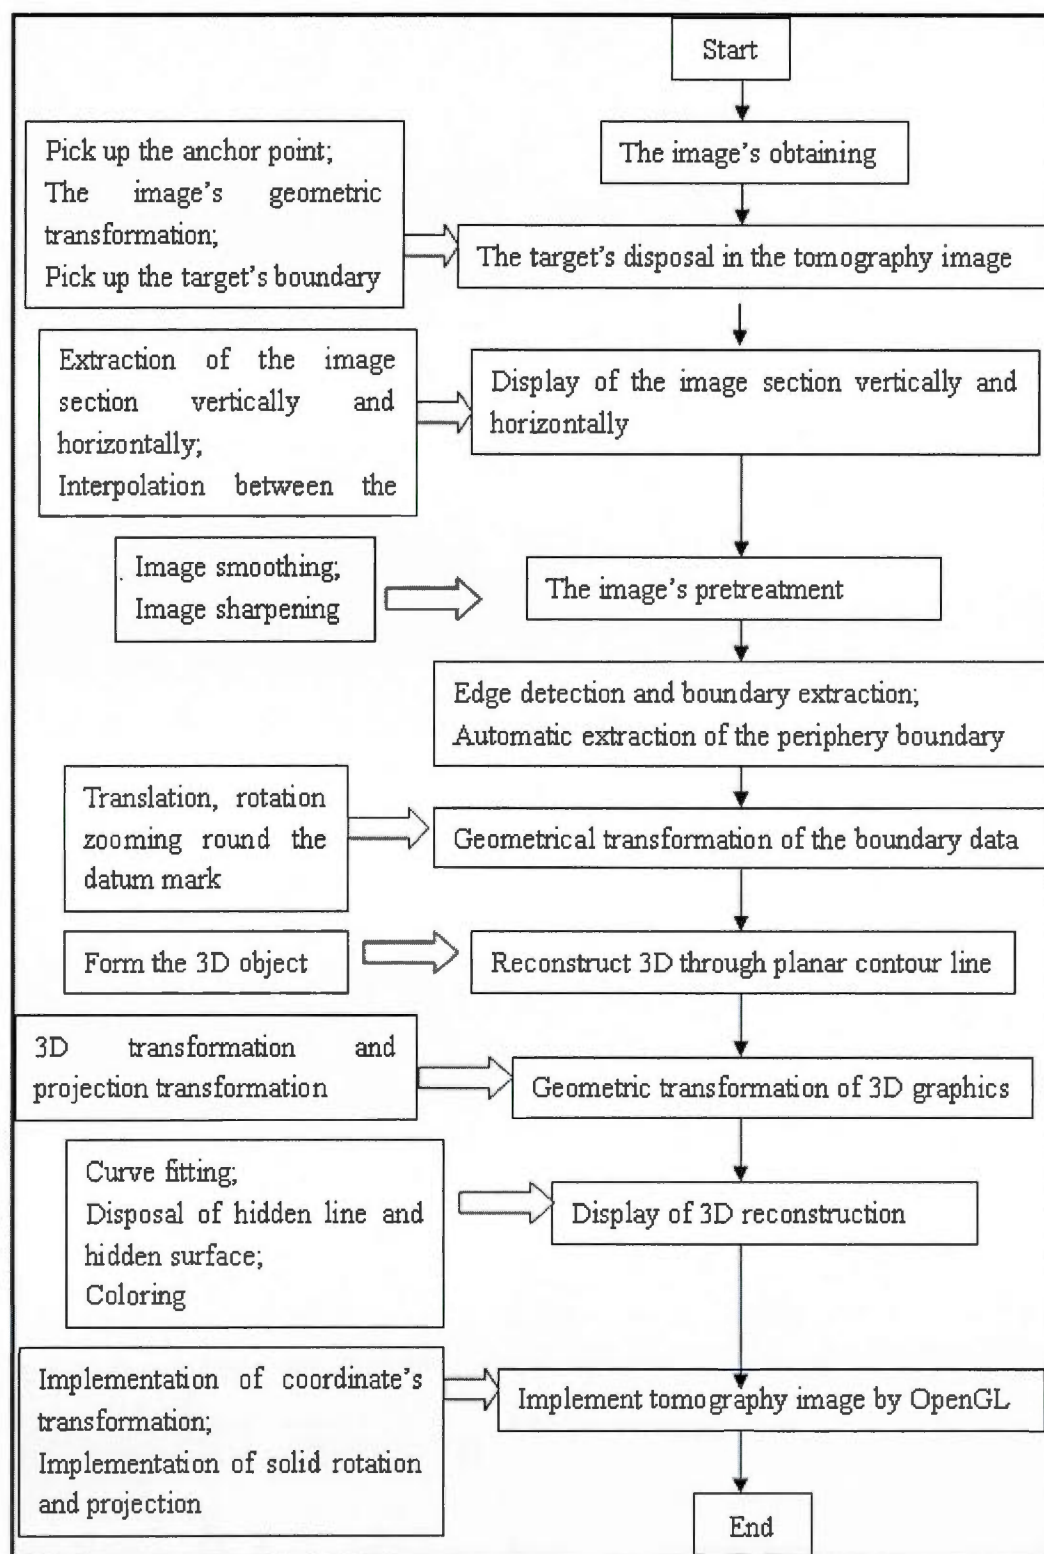 Start
The image's obtaining
Pick up the anchor point;
The image's geometric
transformation;
Pick up the target's boundary
The target's disposal in the tomography image
Extraction of the image
section vertically and
horizontally;
Interpolation between the
Display of the image section vertically and
horizontally
Image smoothing;
Image sharpening
The image's pretreatment
Edge detection and boundary extraction;
Automatic extraction of the periphery boundary
Translation, rotation
zooming round the
datum mark
Geometrical transformation of the boundary data
Form the 3D object
Reconstruct 3D through planar contour line
3D transformation and
projection transformation
Geometric transformation of 3D graphics
Curve fitting;
Disposal of hidden line and
hidden surface;
Coloring
Display of 3D reconstruction
Implementation of coordinate's
transformation;
Implementation of solid rotation
and projection
Implement tomography image by OpenGL
End